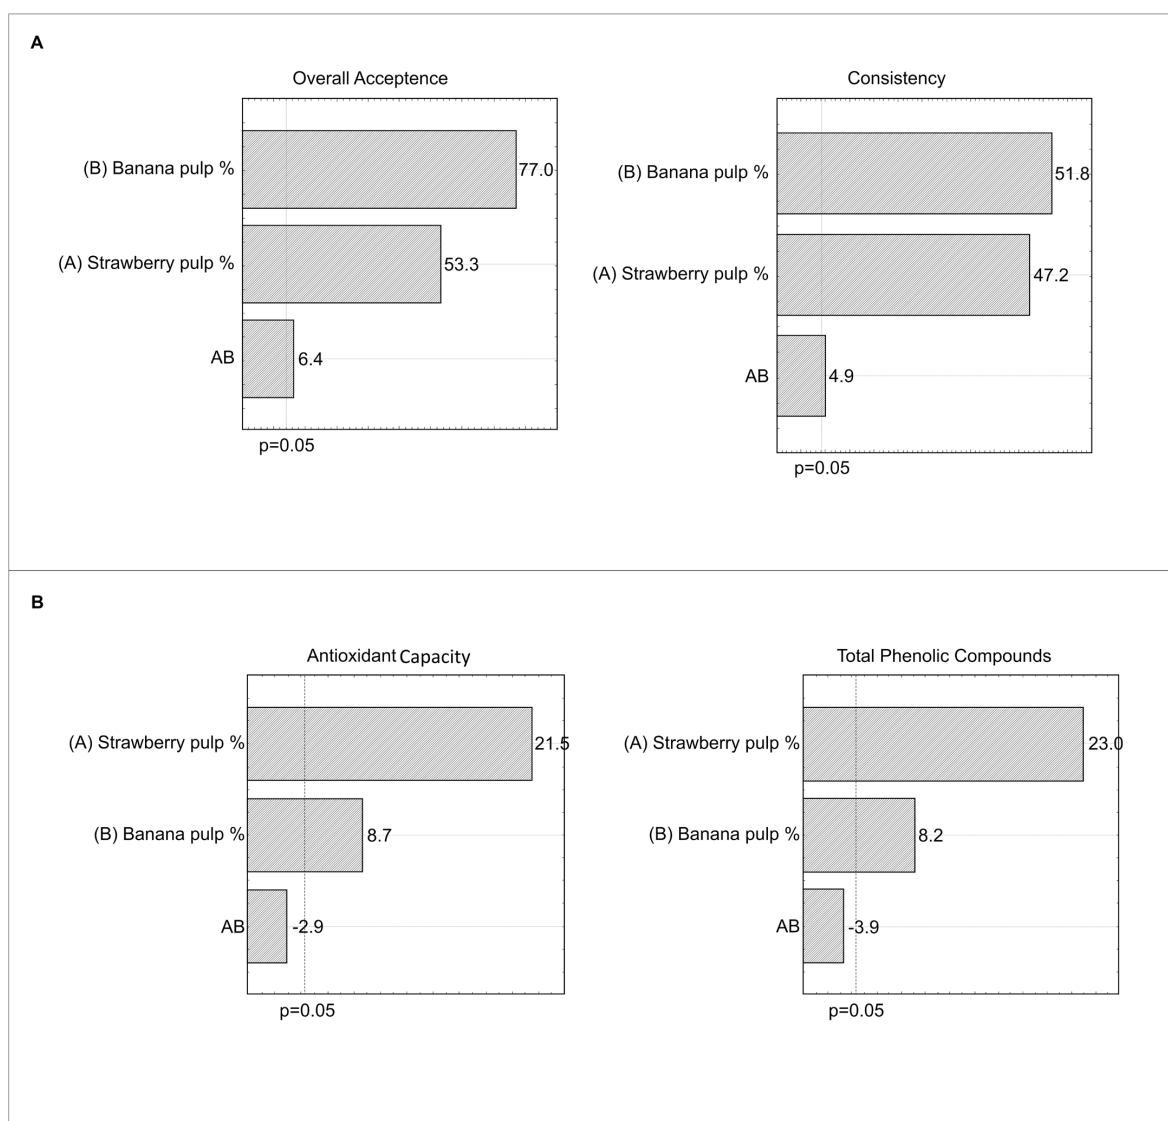 A
Overall Acceptence
(B) Banana pulp %
77.0
(A) Strawberry pulp %
53.3
AB
6.4
p=0.05
Consistency
(B) Banana pulp %
51.8
(A) Strawberry pulp %
47.2
AB
4.9
p=0.05
B
Antioxidant Capacity
(A) Strawberry pulp %
21.5
(B) Banana pulp %
8.7
AB
-2.9
p=0.05
Total Phenolic Compounds
(A) Strawberry pulp %
23.0
(B) Banana pulp %
8.2
AB
-3.9
p=0.05